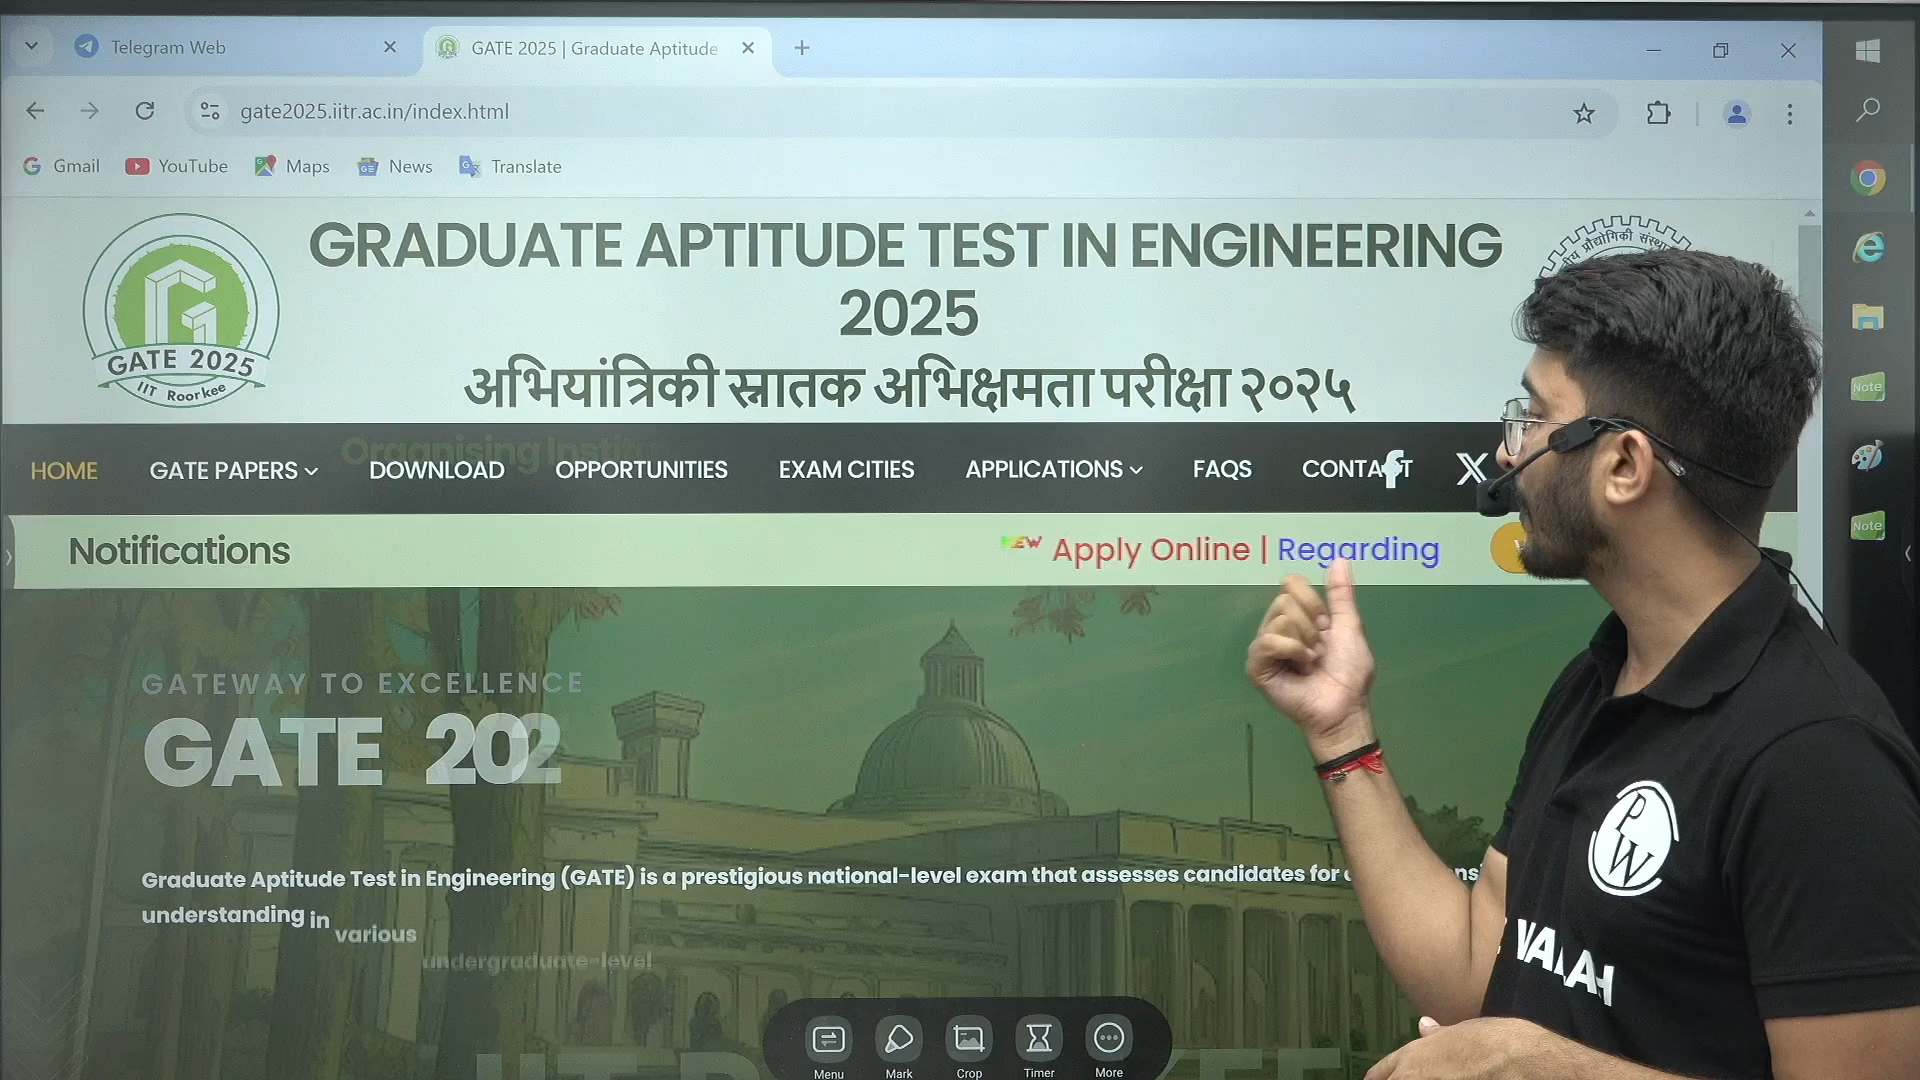 Telegram Web
GATE 2025 | Graduate Aptitude
gate2025.iitr.ac.in/index.html
Gmail
YouTube
Maps
News
Translate
GRADUATE APTITUDE TEST IN ENGINEERING
2025
अभियांत्रिकी स्नातक अभिक्षमता परीक्षा २०२५
GATE 2025
IIT Roorkee
प्रौद्योगिकी
Organising
HOME
GATE PAPERS
DOWNLOAD
OPPORTUNITIES
EXAM CITIES
APPLICATIONS
FAQS
CONTACT
Notifications
NEW Apply Online | Regarding
GATEWAY TO EXCELLENCE
GATE 202
Graduate Aptitude Test in Engineering (GATE) is a prestigious national-level exam that assesses candidates for
understanding in various
undergraduate-level
Menu
Mark
Crop
Timer
More
Note
Note
PW